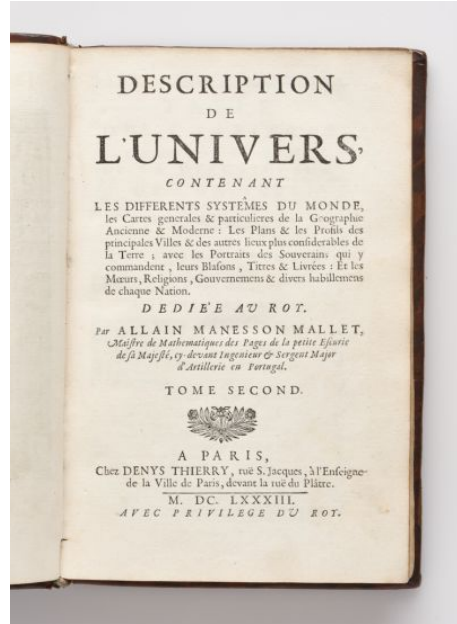 DESCRIPTION
DE
L'UNIVERS,
CONTENANT
LES DIFFERENTS SYSTÊMES DU MONDE,
les Cartes generales & particulieres de la Geographie
Ancienne & Moderne : Les Plans & les Profils des
principales Villes & des autres lieux plus considerables de
la Terre ; avec les Portraits des Souverains qui y
commandent, leurs Blasons, Titres & Livrées : Et les
Mœurs, Religions, Gouvernemens & divers habillemens
de chaque Nation.
DEDIÉE AU ROY.
Par ALLAIN MANESSON MALLET,
Maistre de Mathematiques des Pages de la petite Escurie
de sa Majesté, cy-devant Ingenieur & Sergent Major
d'Artillerie en Portugal.
TOME SECOND.
A PARIS,
Chez DENYS THIERRY, ruë S. Jacques, à l'Enseigne
de la Ville de Paris, devant la ruë du Plâtre.
M. DC. LXXXIII.
AVEC PRIVILEGE DU ROY.